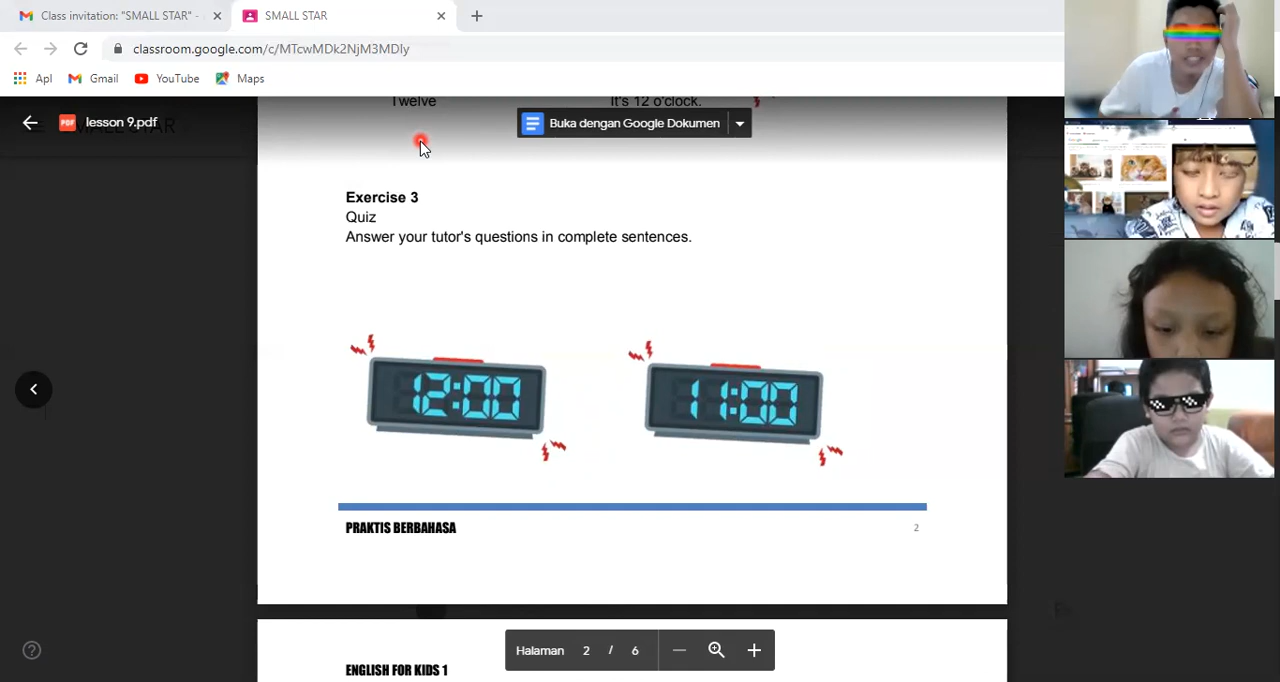 Class invitation: "SMALL STAR" -
SMALL STAR
classroom.google.com/c/MTcwMDk2NjM3MDly
Apl
Gmail
YouTube
Maps
lesson 9.pdf
Twelve
It's 12 o'clock.
Buka dengan Google Dokumen
Exercise 3
Quiz
Answer your tutor's questions in complete sentences.
12:00
11:00
PRAKTIS BERBAHASA
2
ENGLISH FOR KIDS 1
Halaman 2 / 6